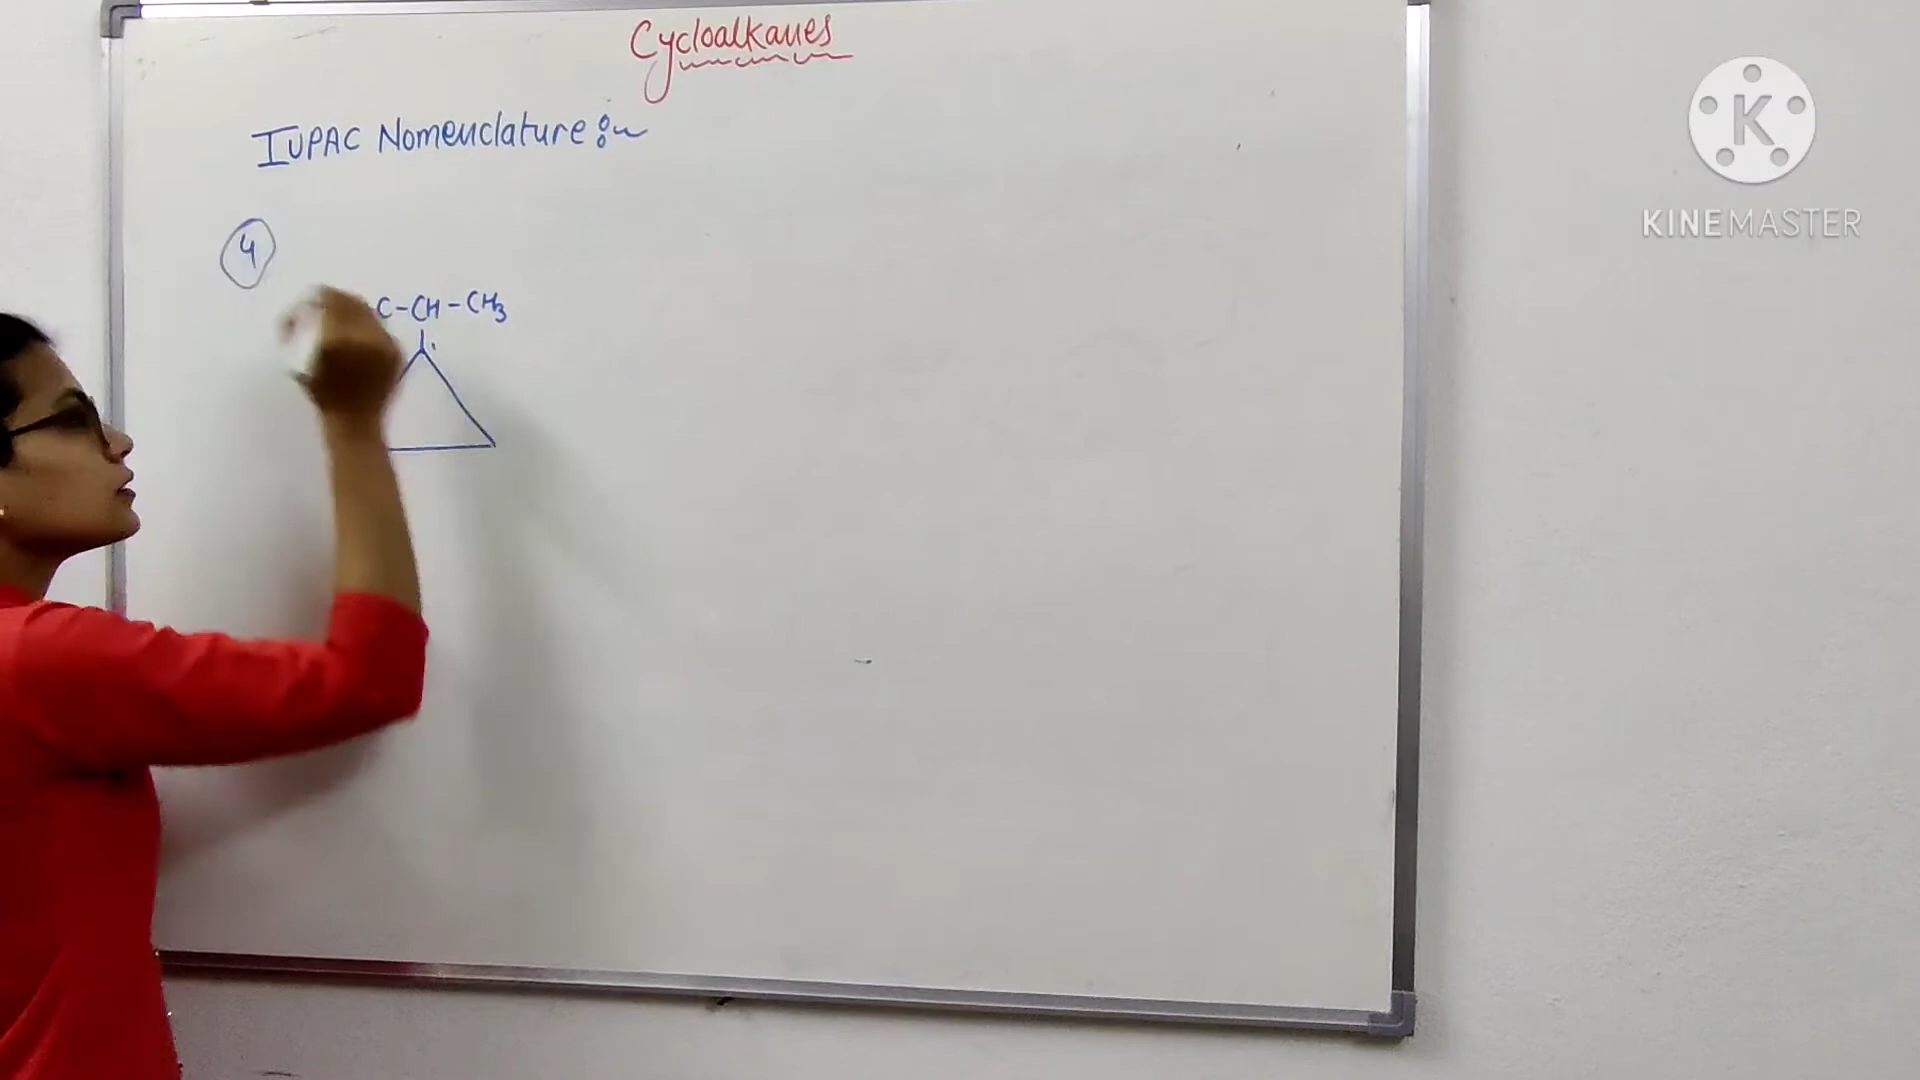 Cycloalkanes
IUPAC Nomenclature :~
4
C-CH-CH3
K
KINEMASTER